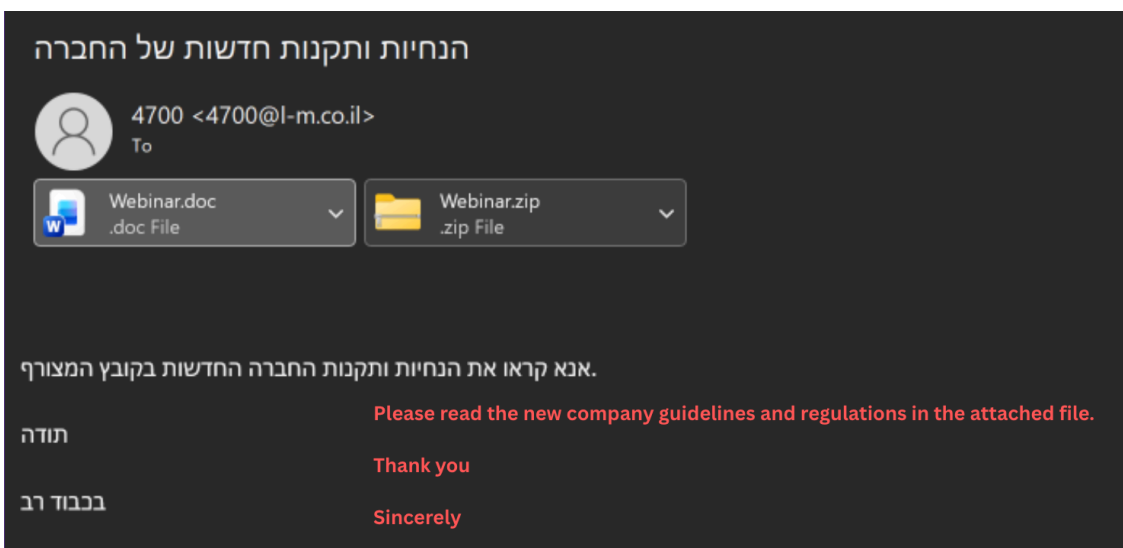 הנחיות ותקנות חדשות של החברה
4700 <4700@l-m.co.il>
To
Webinar.doc
.doc File
W
Webinar.zip
.zip File
אנא קראו את הנחיות ותקנות החברה החדשות בקובץ המצורף.
Please read the new company guidelines and regulations in the attached file.
תודה
Thank you
בכבוד רב
Sincerely